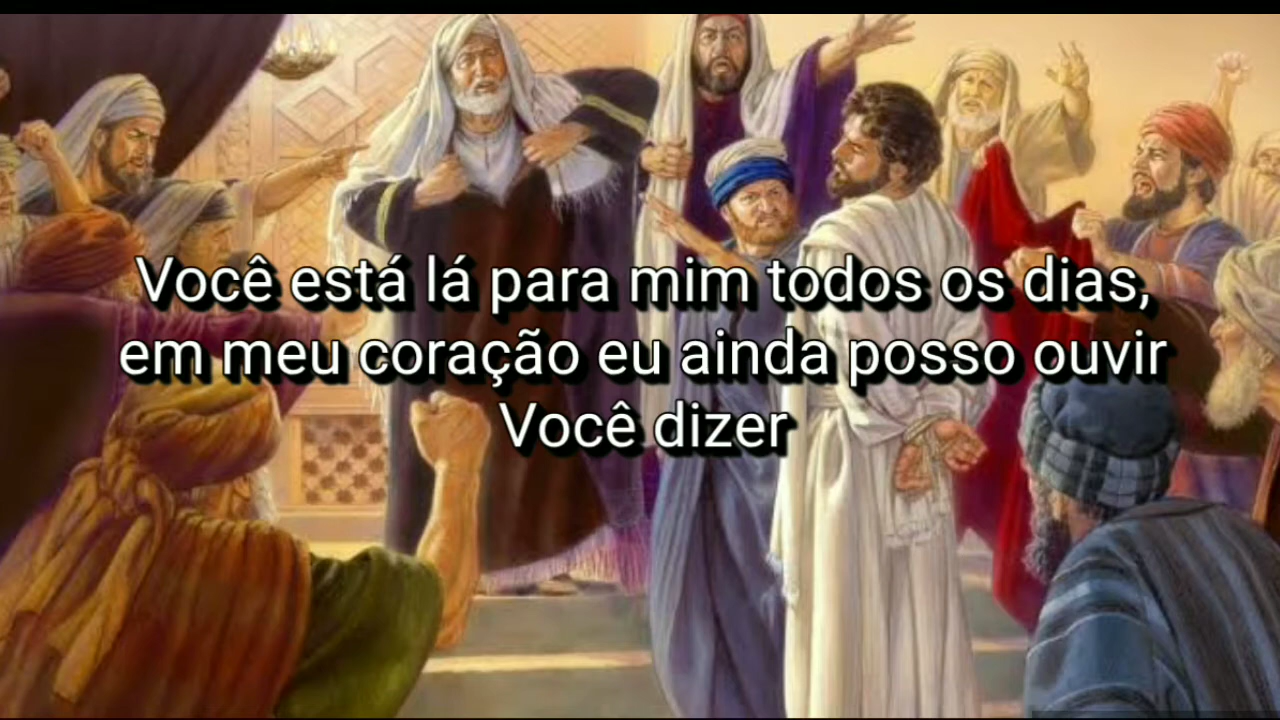 Você está lá para mim todos os dias,
em meu coração eu ainda posso ouvir
Você dizer